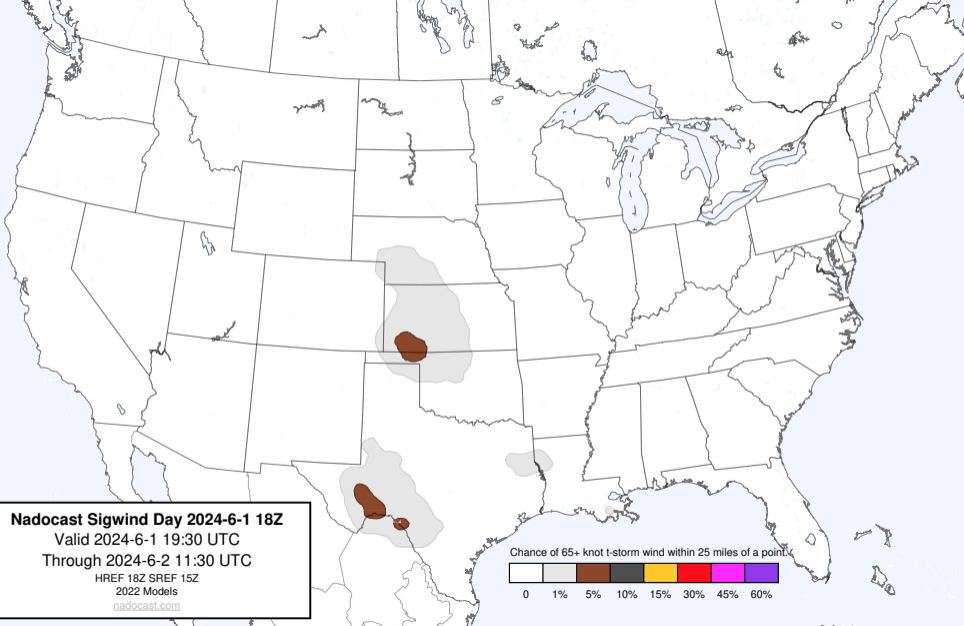 Nadocast Sigwind Day 2024-6-1 18Z
Valid 2024-6-1 19:30 UTC
Through 2024-6-2 11:30 UTC
HREF 18Z SREF 15Z
2022 Models
nadocast.com
Chance of 65+ knot t-storm wind within 25 miles of a point.
0 1% 5% 10% 15% 30% 45% 60%